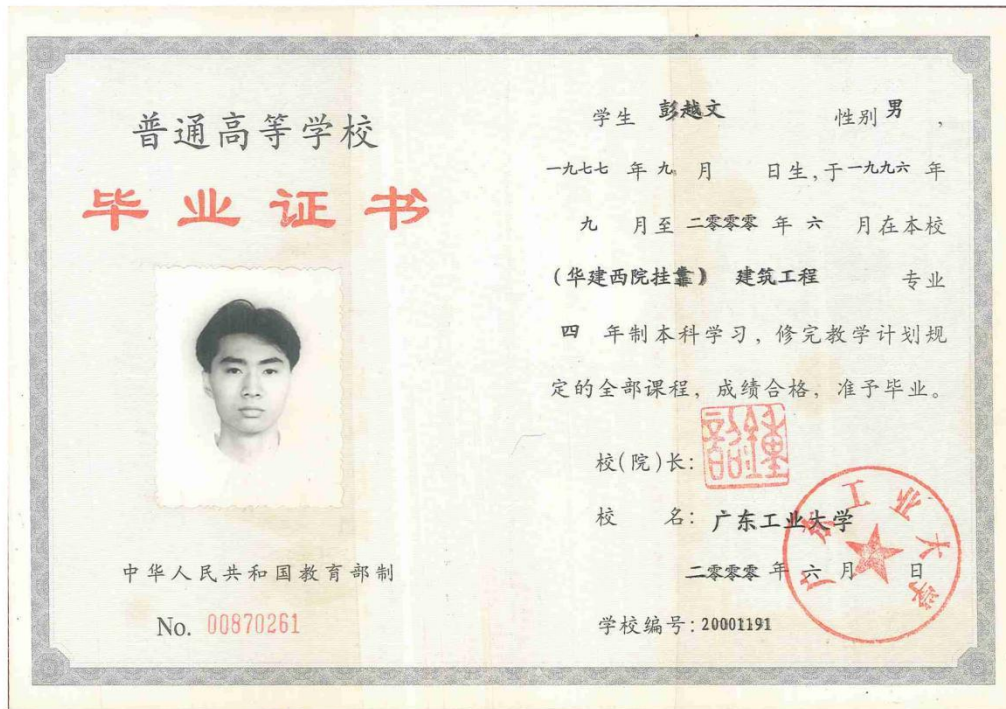 普通高等学校
毕业证书
中华人民共和国教育部制
No. 00870261
学生 彭越文 性别 男 ，
一九七七 年 九 月 日生，于 一九九六 年
九 月至 二零零零 年 六 月在本校
（华建西院挂靠） 建筑工程 专业
四 年制本科学习，修完教学计划规
定的全部课程，成绩合格，准予毕业。
校(院)长：
校 名：广东工业大学
二零零零 年 六 月 日
学校编号：20001191
广东工业大学